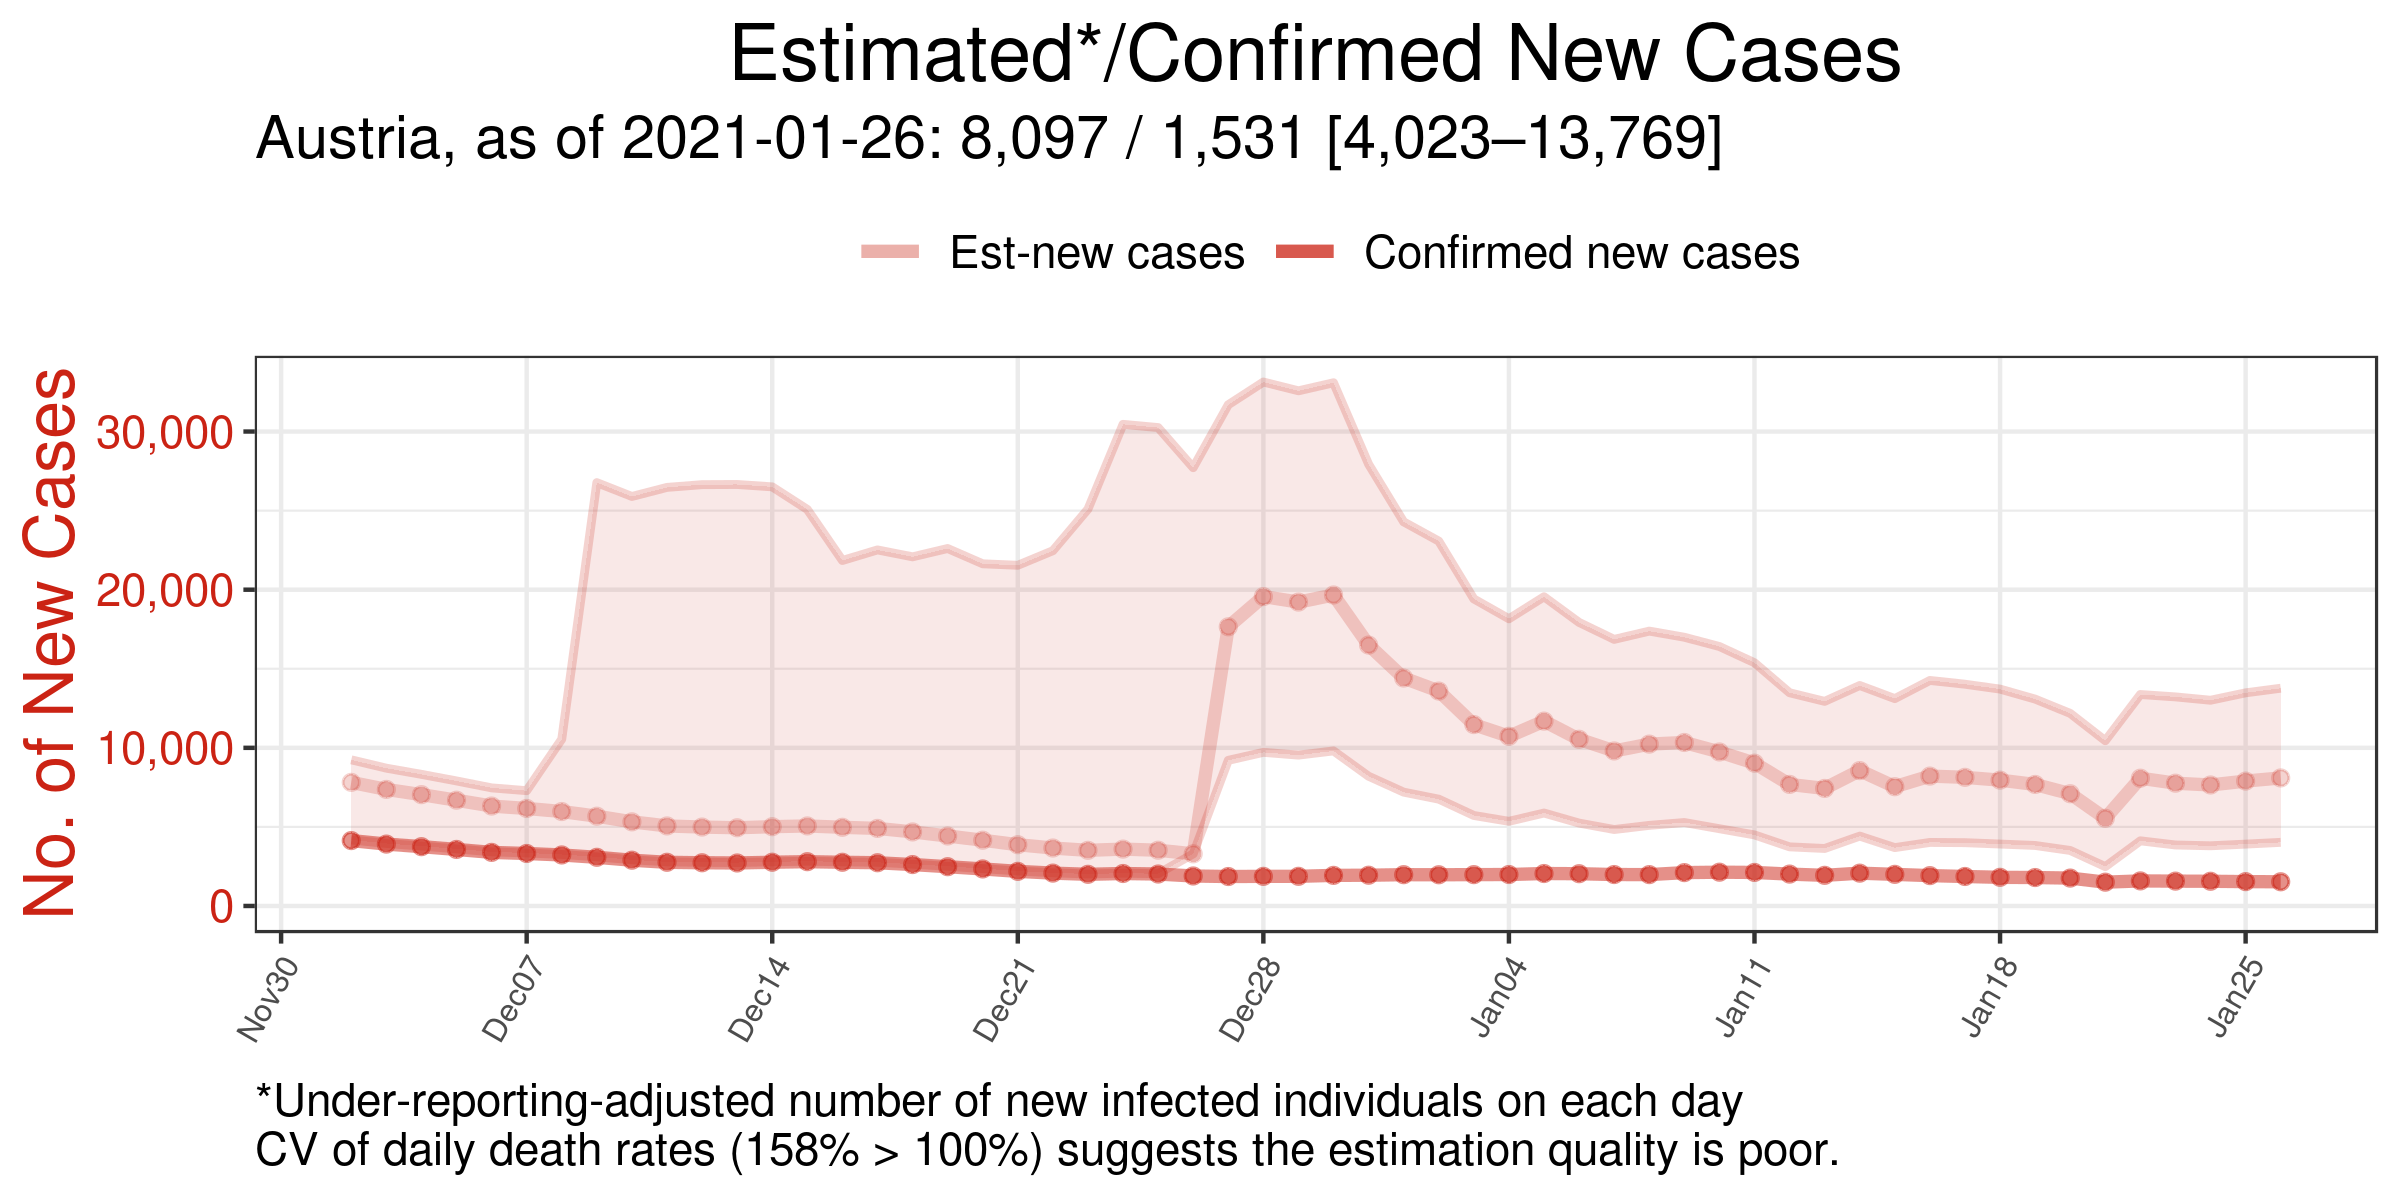 Estimated*/Confirmed New Cases
Austria, as of 2021-01-26: 8,097 / 1,531 [4,023–13,769]
Est-new cases
Confirmed new cases
No. of New Cases
30,000
20,000
10,000
0
Nov30
Dec07
Dec14
Dec21
Dec28
Jan04
Jan11
Jan18
Jan25
*Under-reporting-adjusted number of new infected individuals on each day
CV of daily death rates (158% > 100%) suggests the estimation quality is poor.